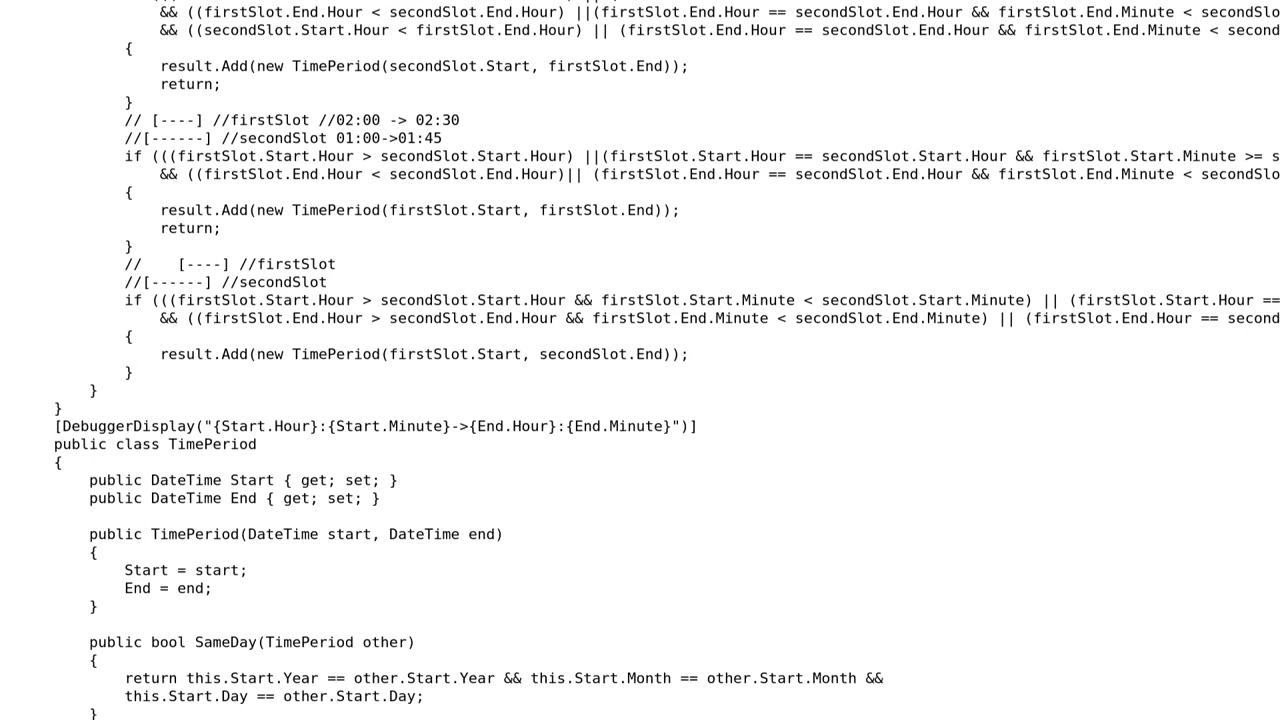 && ((firstSlot.End.Hour < secondSlot.End.Hour) ||(firstSlot.End.Hour == secondSlot.End.Hour && firstSlot.End.Minute < secondSlo
&& ((secondSlot.Start.Hour < firstSlot.End.Hour) || (firstSlot.End.Hour == secondSlot.End.Hour && firstSlot.End.Minute < second
{
result.Add(new TimePeriod(secondSlot.Start, firstSlot.End));
return;
}
// [----] //firstSlot //02:00 -> 02:30
//[------] //secondSlot 01:00->01:45
if (((firstSlot.Start.Hour > secondSlot.Start.Hour) ||(firstSlot.Start.Hour == secondSlot.Start.Hour && firstSlot.Start.Minute >= s
&& ((firstSlot.End.Hour < secondSlot.End.Hour)|| (firstSlot.End.Hour == secondSlot.End.Hour && firstSlot.End.Minute < secondSlo
{
result.Add(new TimePeriod(firstSlot.Start, firstSlot.End));
return;
}
//    [----] //firstSlot
//[------] //secondSlot
if (((firstSlot.Start.Hour > secondSlot.Start.Hour && firstSlot.Start.Minute < secondSlot.Start.Minute) || (firstSlot.Start.Hour ==
&& ((firstSlot.End.Hour > secondSlot.End.Hour && firstSlot.End.Minute < secondSlot.End.Minute) || (firstSlot.End.Hour == second
{
result.Add(new TimePeriod(firstSlot.Start, secondSlot.End));
}
}
}
[DebuggerDisplay("{Start.Hour}:{Start.Minute}->{End.Hour}:{End.Minute}")]
public class TimePeriod
{
public DateTime Start { get; set; }
public DateTime End { get; set; }
public TimePeriod(DateTime start, DateTime end)
{
Start = start;
End = end;
}
public bool SameDay(TimePeriod other)
{
return this.Start.Year == other.Start.Year && this.Start.Month == other.Start.Month &&
this.Start.Day == other.Start.Day;
}